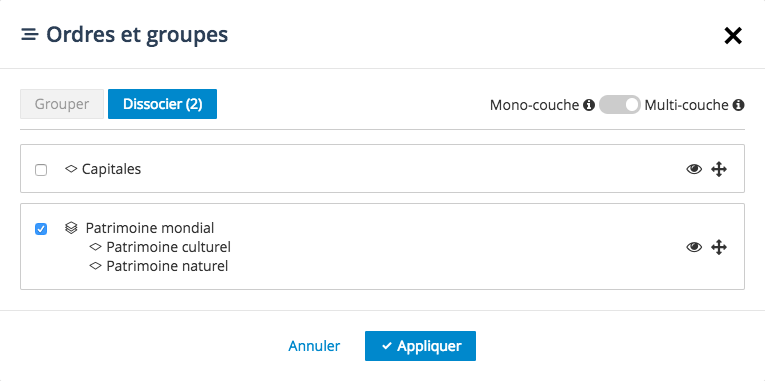 Ordres et groupes
Grouper Dissocier (2) Mono-couche Multi-couche
Capitales
Patrimoine mondial
Patrimoine culturel
Patrimoine naturel
Annuler Appliquer